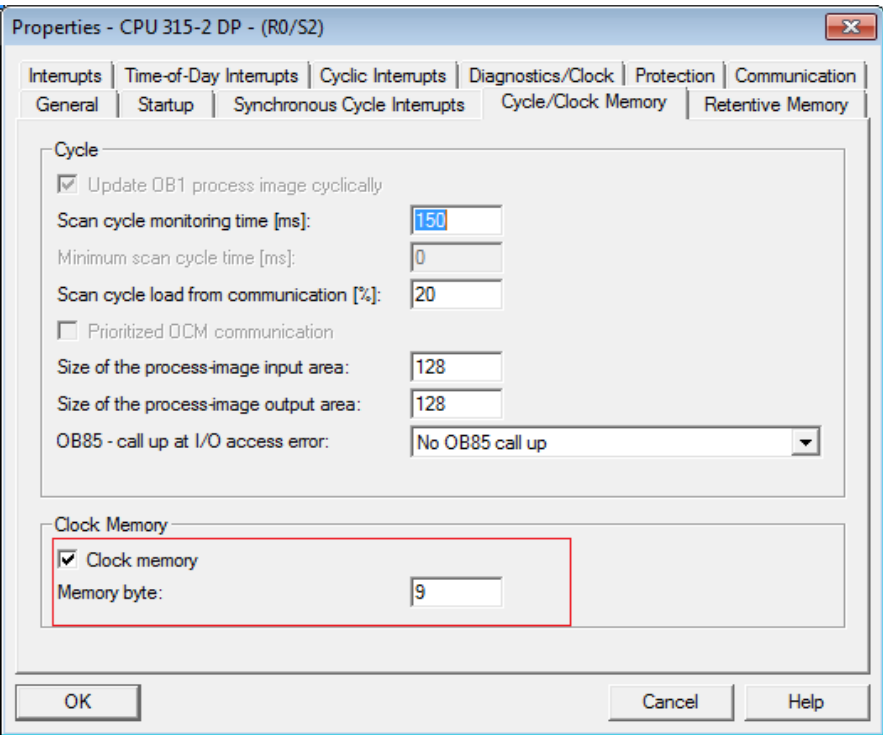 Properties - CPU 315-2 DP - (R0/S2)
Interrupts Time-of-Day Interrupts Cyclic Interrupts Diagnostics/Clock Protection Communication
General Startup Synchronous Cycle Interrupts Cycle/Clock Memory Retentive Memory
Cycle
Update OB1 process image cyclically
Scan cycle monitoring time [ms]: 150
Minimum scan cycle time [ms]: 0
Scan cycle load from communication [%]: 20
Prioritized OCM communication
Size of the process-image input area: 128
Size of the process-image output area: 128
OB85 - call up at I/O access error: No OB85 call up
Clock Memory
Clock memory
Memory byte: 9
OK Cancel Help